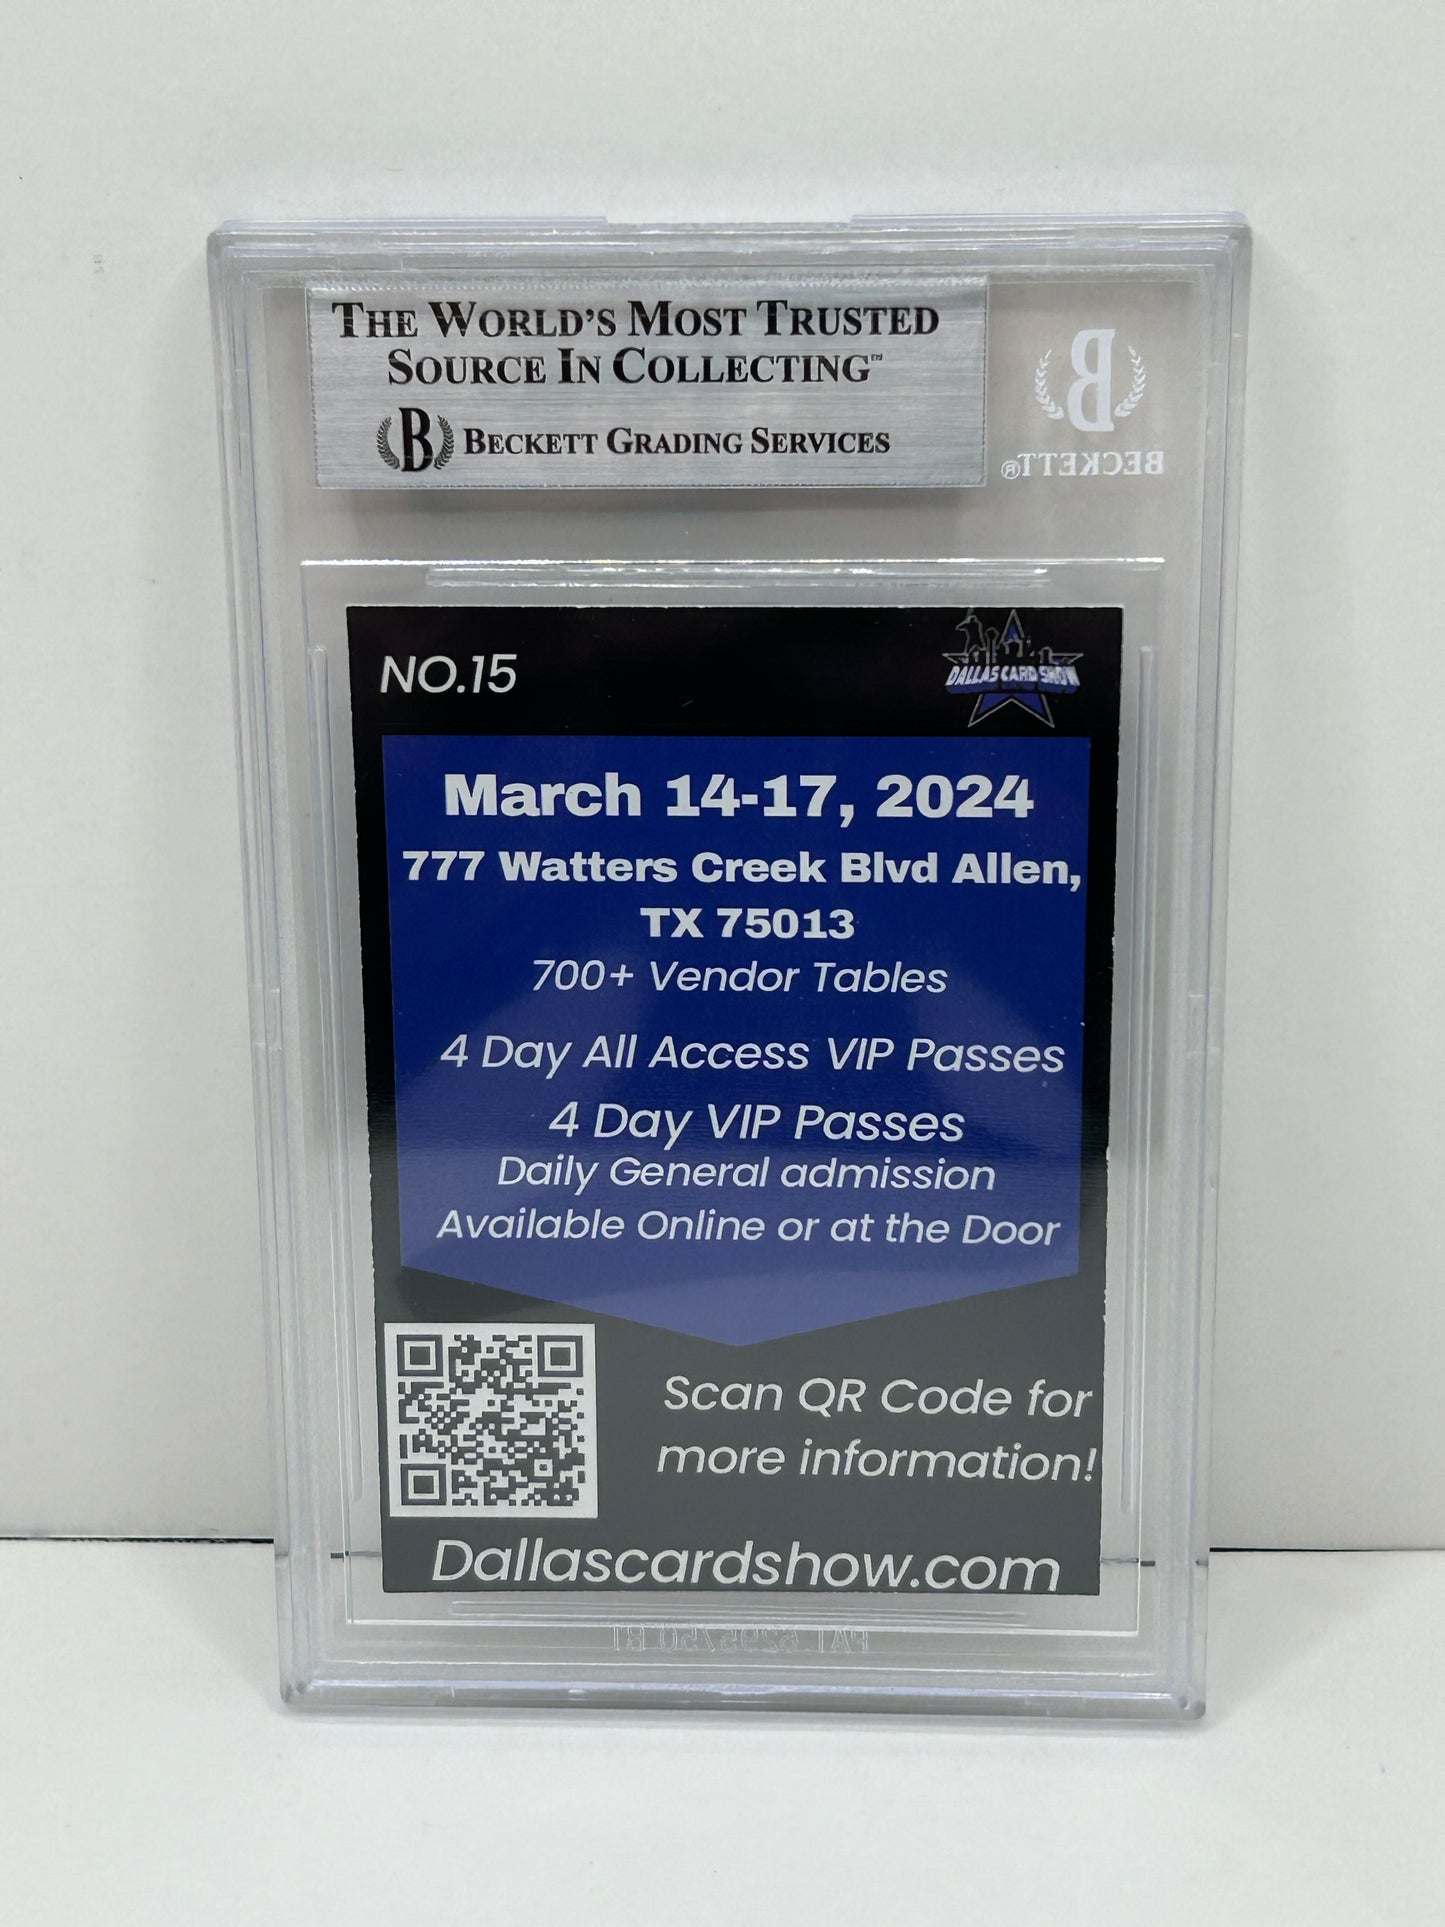 THE WORLD'S MOST TRUSTED
SOURCE IN COLLECTING™
B BECKETT GRADING SERVICES
B
BECKETT®
NO.15
DALLAS CARD SHOW
March 14-17, 2024
777 Watters Creek Blvd Allen,
TX 75013
700+ Vendor Tables
4 Day All Access VIP Passes
4 Day VIP Passes
Daily General admission
Available Online or at the Door
Scan QR Code for
more information!
Dallascardshow.com